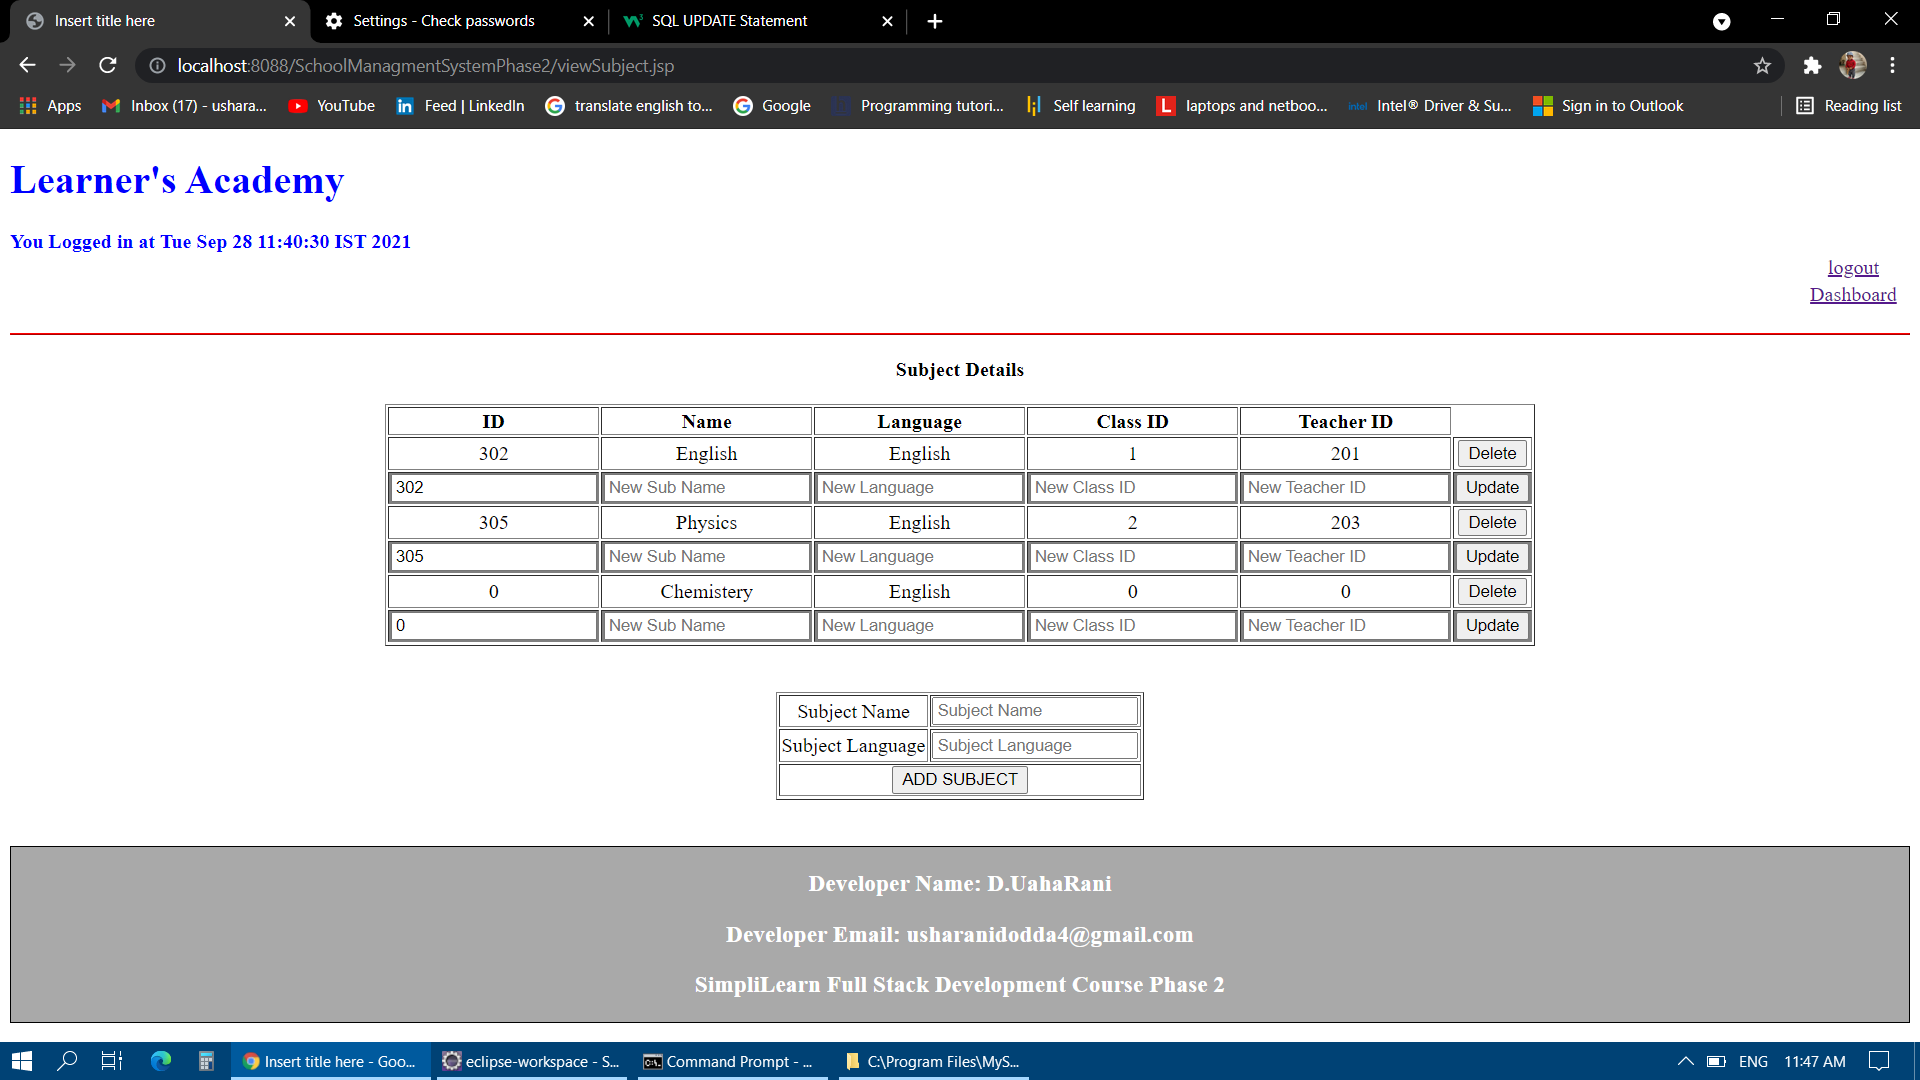 Insert title here
Settings - Check passwords
SQL UPDATE Statement
localhost:8088/SchoolManagmentSystemPhase2/viewSubject.jsp
Apps
Inbox (17) - ushara...
YouTube
Feed | LinkedIn
translate english to...
Google
Programming tutori...
Self learning
laptops and netboo...
Intel® Driver & Su...
Sign in to Outlook
Reading list
Learner's Academy
You Logged in at Tue Sep 28 11:40:30 IST 2021
logout
Dashboard
Subject Details
ID Name Language Class ID Teacher ID
302 English English 1 201 Delete
302 New Sub Name New Language New Class ID New Teacher ID Update
305 Physics English 2 203 Delete
305 New Sub Name New Language New Class ID New Teacher ID Update
0 Chemistery English 0 0 Delete
0 New Sub Name New Language New Class ID New Teacher ID Update
Subject Name Subject Name
Subject Language Subject Language
ADD SUBJECT
Developer Name: D.UahaRani
Developer Email: usharanidodda4@gmail.com
SimpliLearn Full Stack Development Course Phase 2
Insert title here - Goo...
eclipse-workspace - S...
Command Prompt - ...
C:\Program Files\MyS...
ENG
11:47 AM